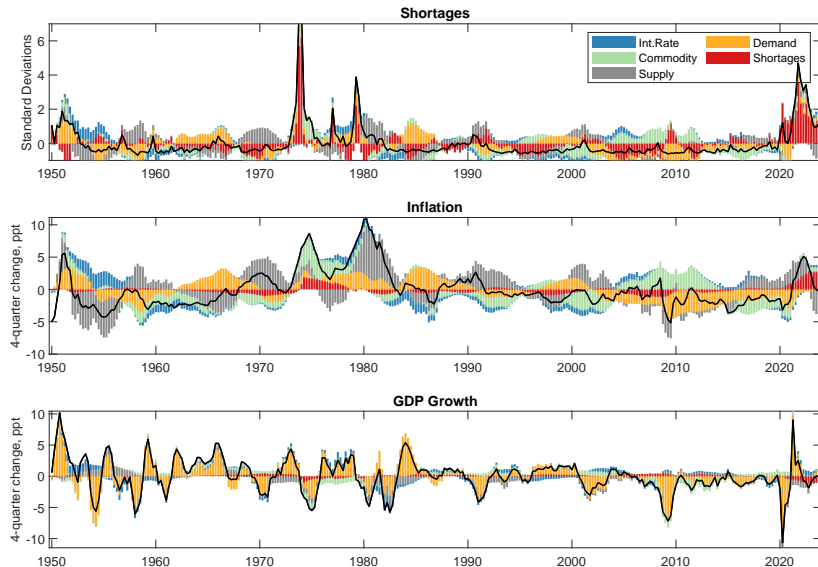 Shortages
Standard Deviations
6
4
2
0
Int.Rate
Commodity
Supply
Demand
Shortages
1950 1960 1970 1980 1990 2000 2010 2020
Inflation
4-quarter change, ppt
10
5
0
-5
-10
1950 1960 1970 1980 1990 2000 2010 2020
GDP Growth
4-quarter change, ppt
10
5
0
-5
-10
1950 1960 1970 1980 1990 2000 2010 2020